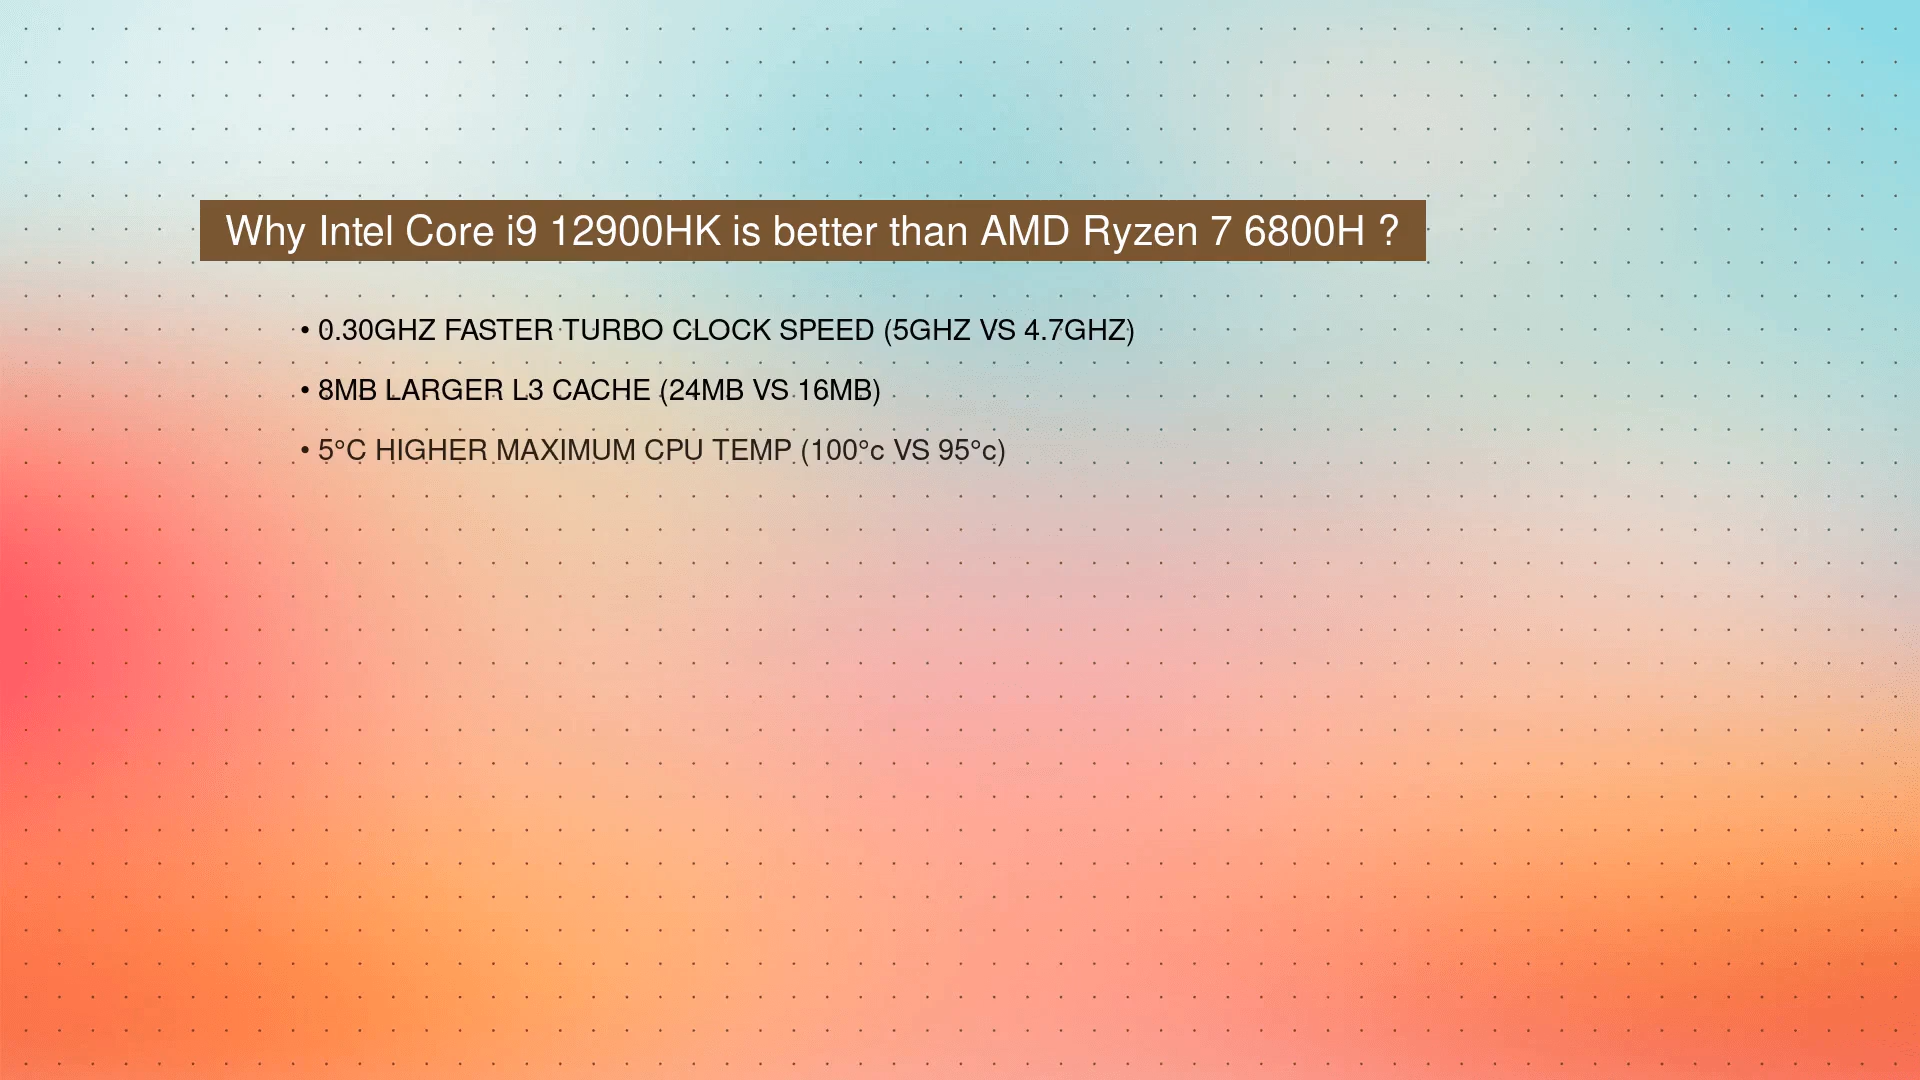 Why Intel Core i9 12900HK is better than AMD Ryzen 7 6800H ?
• 0.30GHZ FASTER TURBO CLOCK SPEED (5GHZ VS 4.7GHZ)
• 8MB LARGER L3 CACHE (24MB VS 16MB)
• 5°C HIGHER MAXIMUM CPU TEMP (100°c VS 95°c)